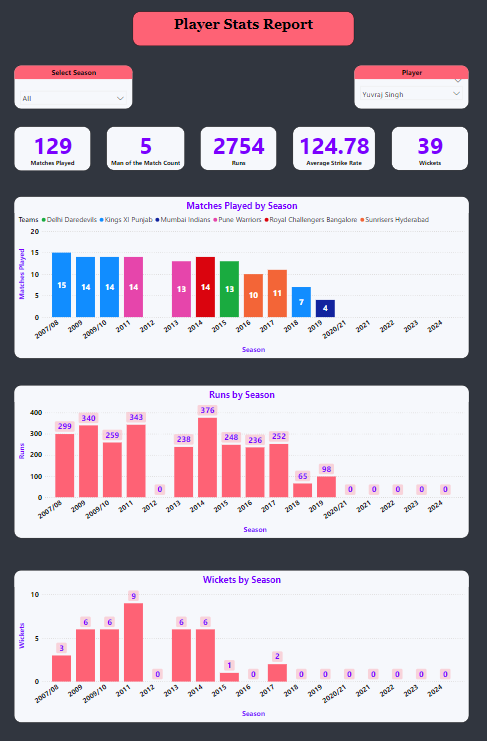 Player Stats Report
Select Season
All
Player
Yuvraj Singh
129 5 2754 124.78 39
Matches Played Man of the Match Count Runs Average Strike Rate Wickets
Matches Played by Season
Teams Delhi Daredevils Kings XI Punjab Mumbai Indians Pune Warriors Royal Challengers Bangalore Sunrisers Hyderabad
Matches Played
20
15
10
5
0
15 14 14 14 13 14 13 10 11 7 4
2007/08 2009 2009/10 2011 2012 2013 2014 2015 2016 2017 2018 2019 2020/21 2021 2022 2023 2024
Season
Runs by Season
Runs
400
300
200
100
0
299 340 259 343 0 238 376 248 236 252 65 98 0 0 0 0 0
2007/08 2009 2009/10 2011 2012 2013 2014 2015 2016 2017 2018 2019 2020/21 2021 2022 2023 2024
Season
Wickets by Season
Wickets
10
5
0
3 6 6 9 0 6 6 1 0 2 0 0 0 0 0 0 0
2007/08 2009 2009/10 2011 2012 2013 2014 2015 2016 2017 2018 2019 2020/21 2021 2022 2023 2024
Season